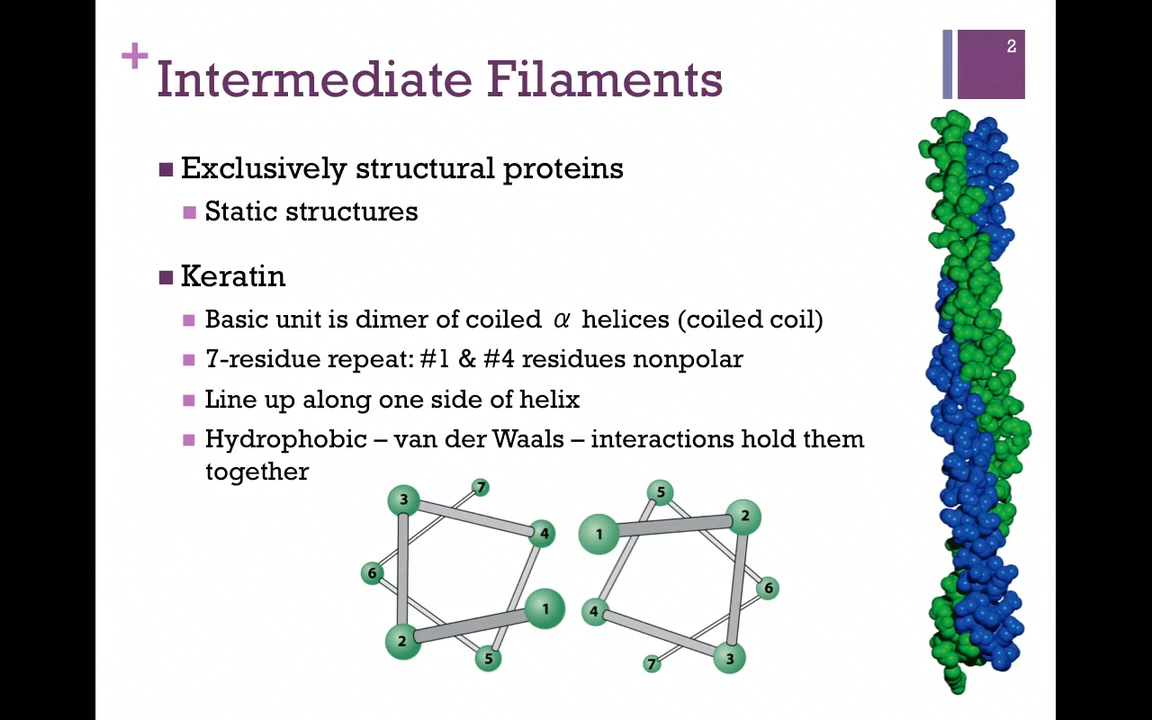 2
+
Intermediate Filaments
Exclusively structural proteins
Static structures
Keratin
Basic unit is dimer of coiled α helices (coiled coil)
7-residue repeat: #1 & #4 residues nonpolar
Line up along one side of helix
Hydrophobic – van der Waals – interactions hold them
together
3 7 4 6 1 2 5
5 2 1 6 4 3 7